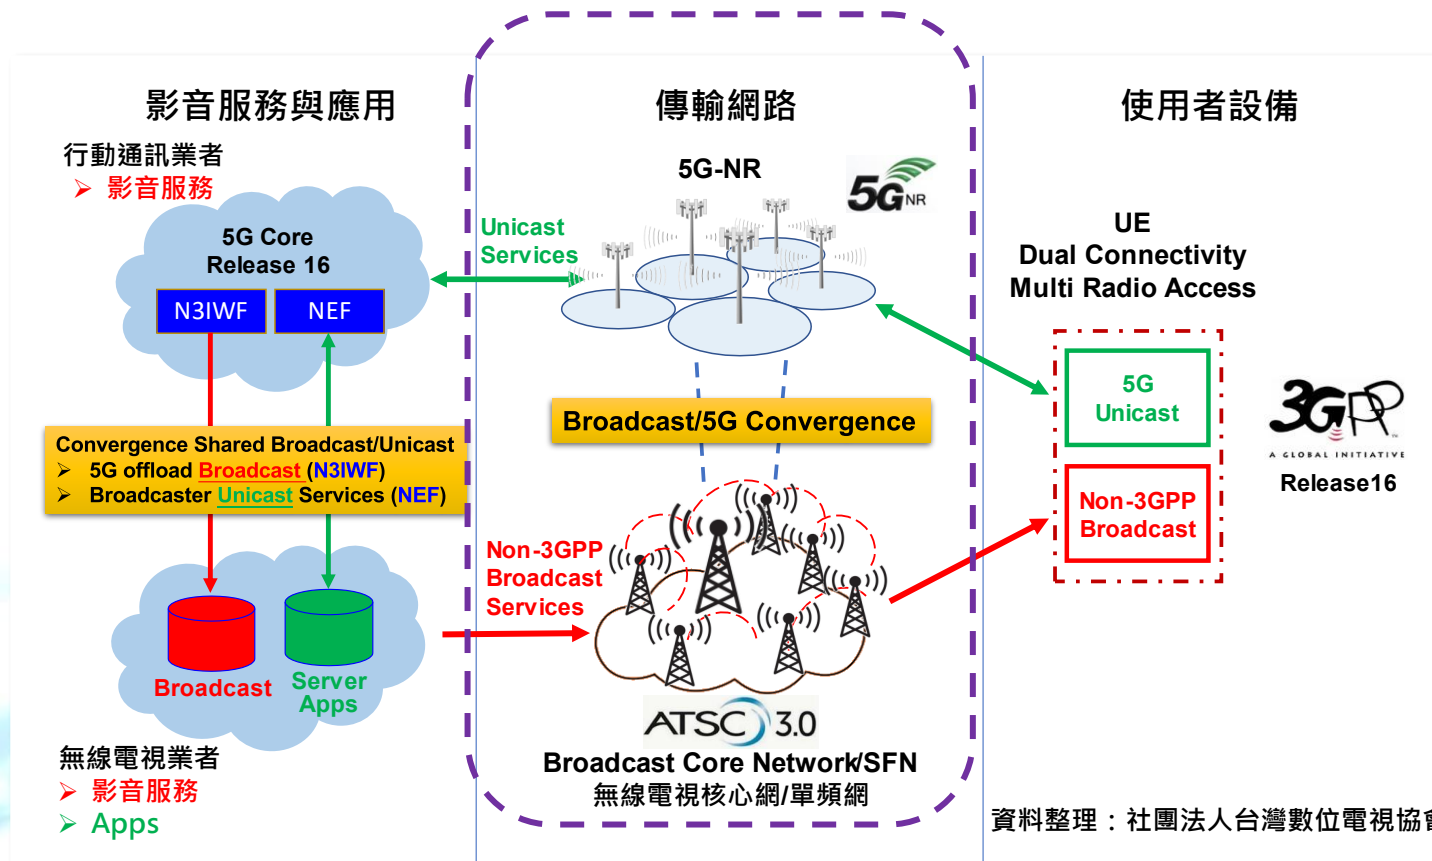 影音服務與應用
行動通訊業者
➢ 影音服務
5G Core
Release 16
N3IWF
NEF
Convergence Shared Broadcast/Unicast
➢ 5G offload Broadcast (N3IWF)
➢ Broadcaster Unicast Services (NEF)
Broadcast
Server
Apps
無線電視業者
➢ 影音服務
➢ Apps
傳輸網路
5G-NR
5G NR
Unicast
Services
Broadcast/5G Convergence
Non-3GPP
Broadcast
Services
ATSC 3.0
Broadcast Core Network/SFN
無線電視核心網/單頻網
使用者設備
UE
Dual Connectivity
Multi Radio Access
5G
Unicast
Non-3GPP
Broadcast
3GPP
A GLOBAL INITIATIVE
Release16
資料整理：社團法人台灣數位電視協會